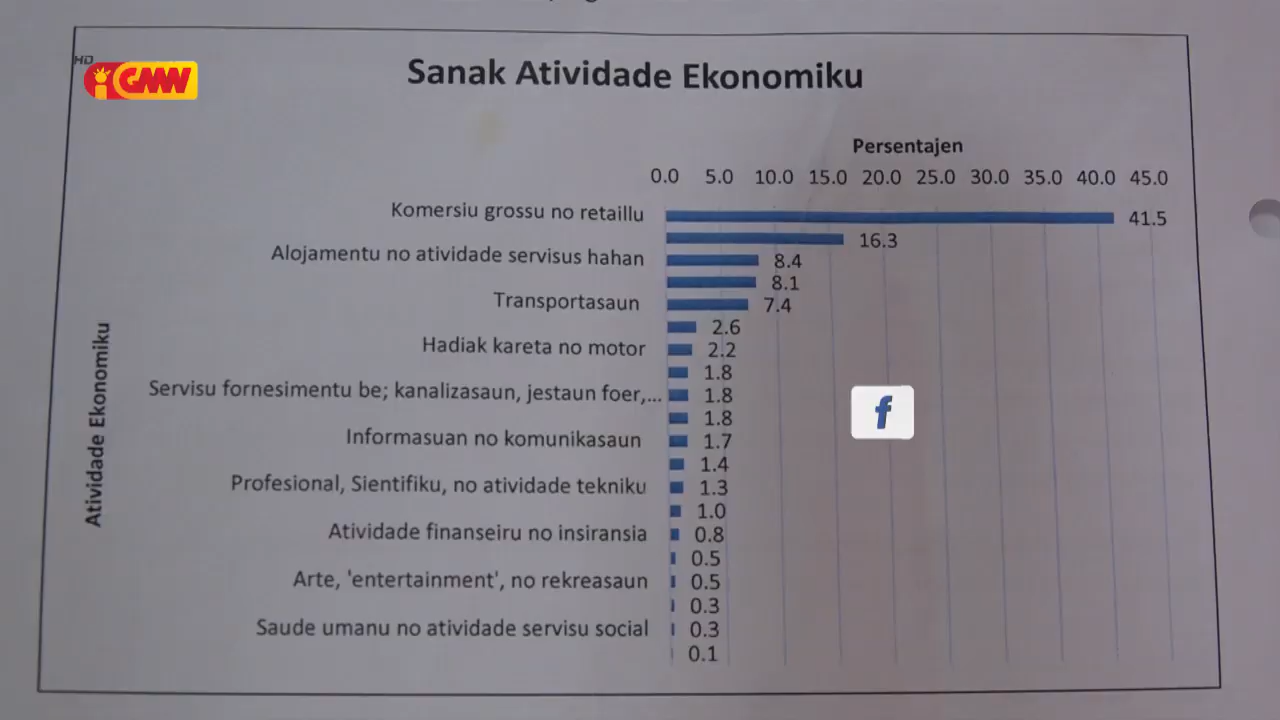 HD
GMN
Sanak Atividade Ekonomiku
Persentajen
0.0 5.0 10.0 15.0 20.0 25.0 30.0 35.0 40.0 45.0
Atividade Ekonomiku
Komersiu grossu no retaillu 41.5
16.3
Alojamentu no atividade servisus hahan 8.4
8.1
Transportasaun 7.4
2.6
Hadiak kareta no motor 2.2
1.8
Servisu fornesimentu be; kanalizasaun, jestaun foer,... 1.8
1.8
Informasuan no komunikasaun 1.7
1.4
Profesional, Sientifiku, no atividade tekniku 1.3
1.0
Atividade finanseiru no insiransia 0.8
0.5
Arte, 'entertainment', no rekreasaun 0.5
0.3
Saude umanu no atividade servisu social 0.3
0.1
f